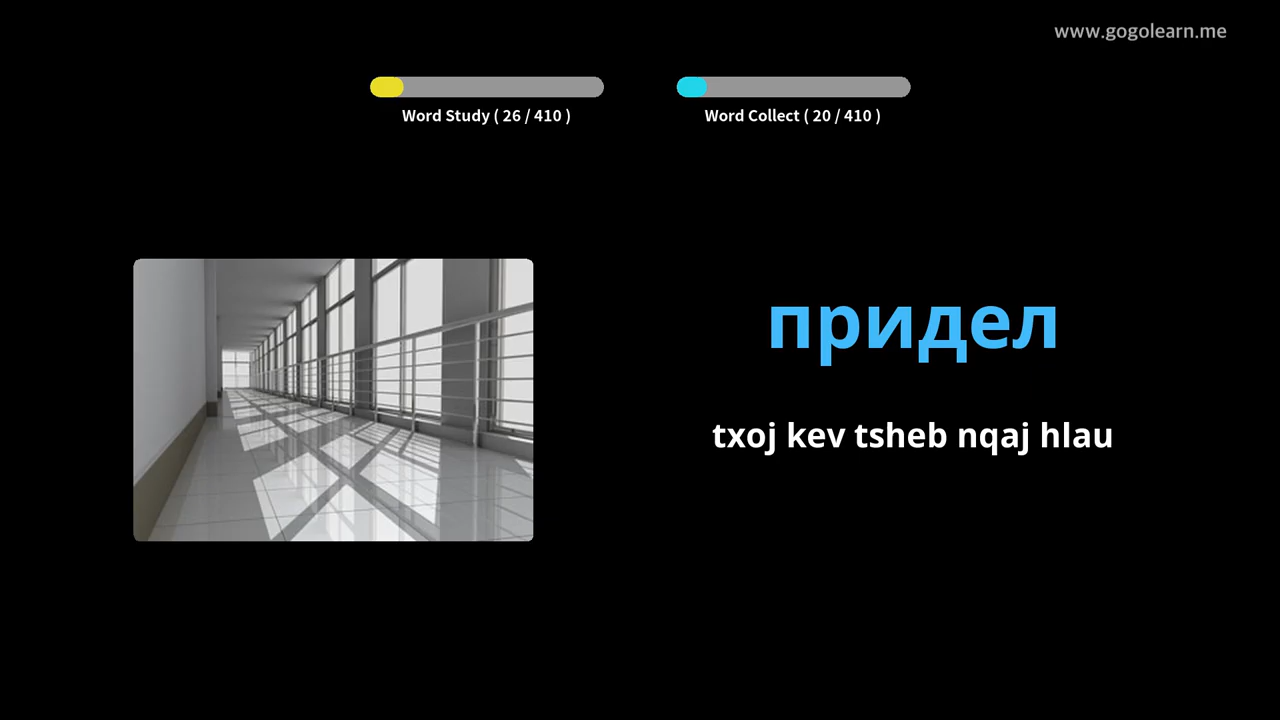 www.gogolearn.me
Word Study ( 26 / 410 )
Word Collect ( 20 / 410 )
придел
txoj kev tsheb nqaj hlau